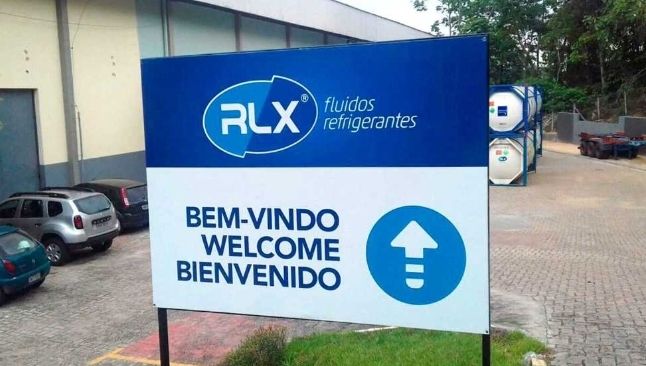 RLX®
fluidos
refrigerantes
BEM-VINDO
WELCOME
BIENVENIDO